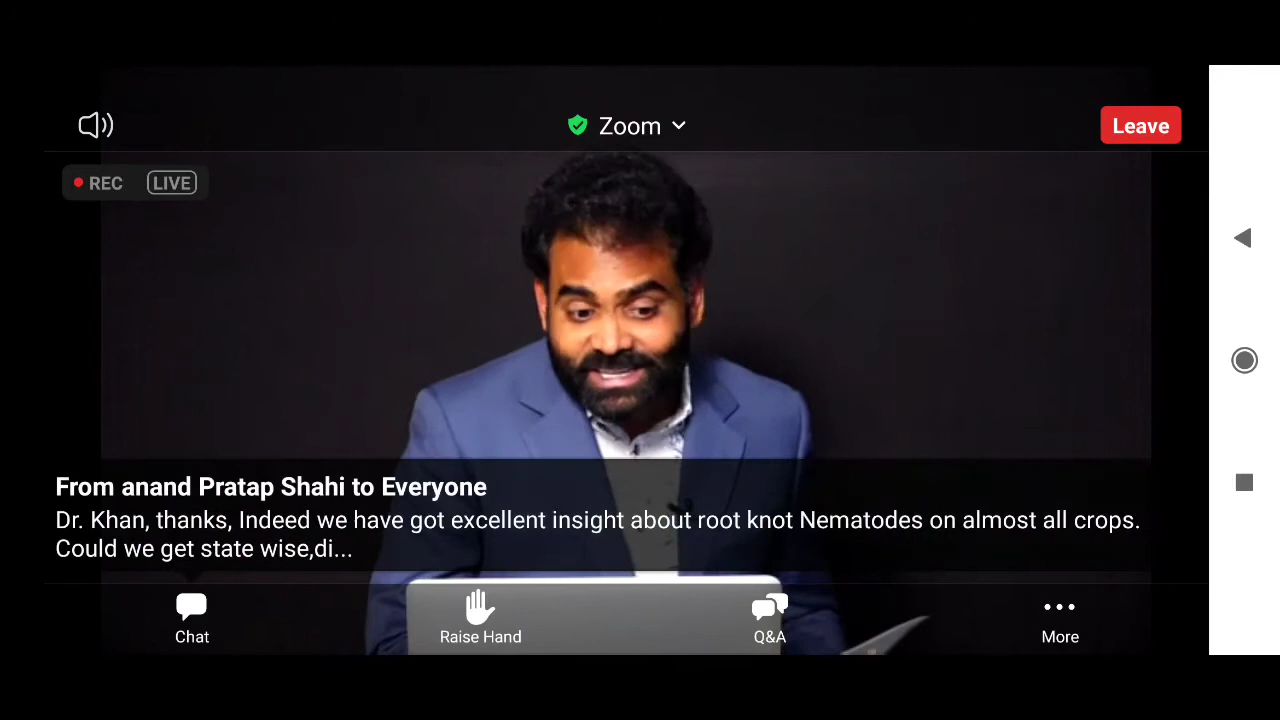 Zoom
Leave
REC
LIVE
From anand Pratap Shahi to Everyone
Dr. Khan, thanks, Indeed we have got excellent insight about root knot Nematodes on almost all crops.
Could we get state wise,di...
Chat
Raise Hand
Q&A
More